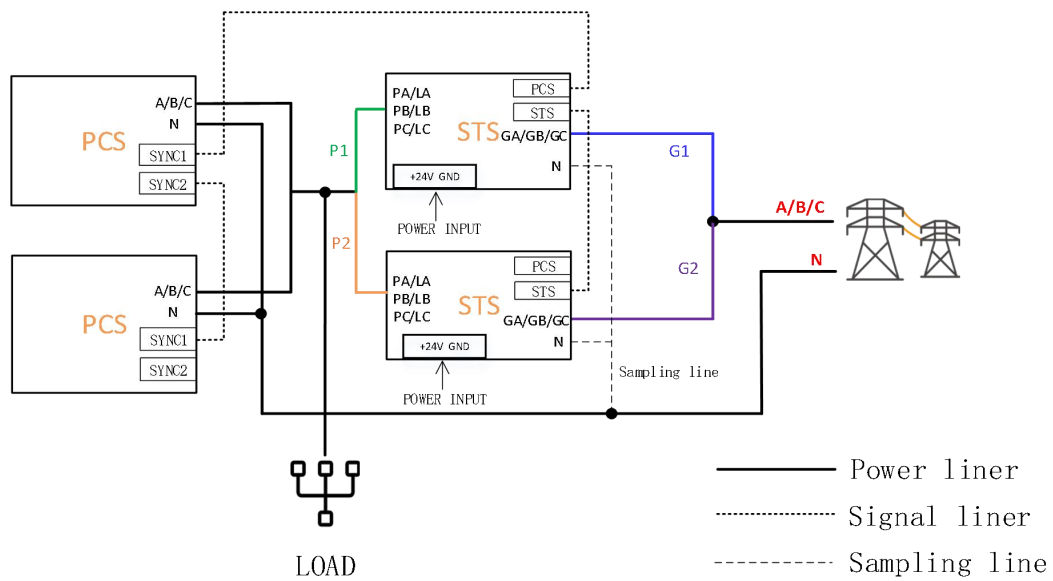 PCS
A/B/C
N
SYNC1
SYNC2
PCS
A/B/C
N
SYNC1
SYNC2
P1
P2
PA/LA
PB/LB
PC/LC
STS
PCS
STS
GA/GB/GC
N
+24V GND
POWER INPUT
PA/LA
PB/LB
PC/LC
STS
PCS
STS
GA/GB/GC
N
+24V GND
POWER INPUT
G1
G2
A/B/C
N
Sampling line
LOAD
Power liner
Signal liner
Sampling line